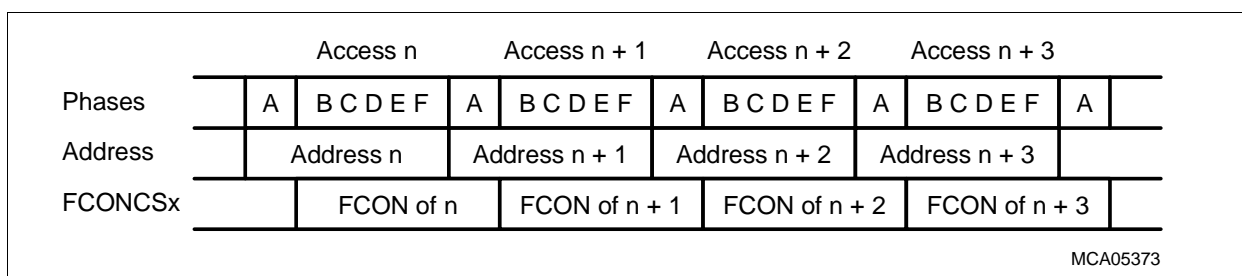 Access n Access n + 1 Access n + 2 Access n + 3
Phases A B C D E F A B C D E F A B C D E F A B C D E F A
Address Address n Address n + 1 Address n + 2 Address n + 3
FCONCSx FCON of n FCON of n + 1 FCON of n + 2 FCON of n + 3
MCA05373